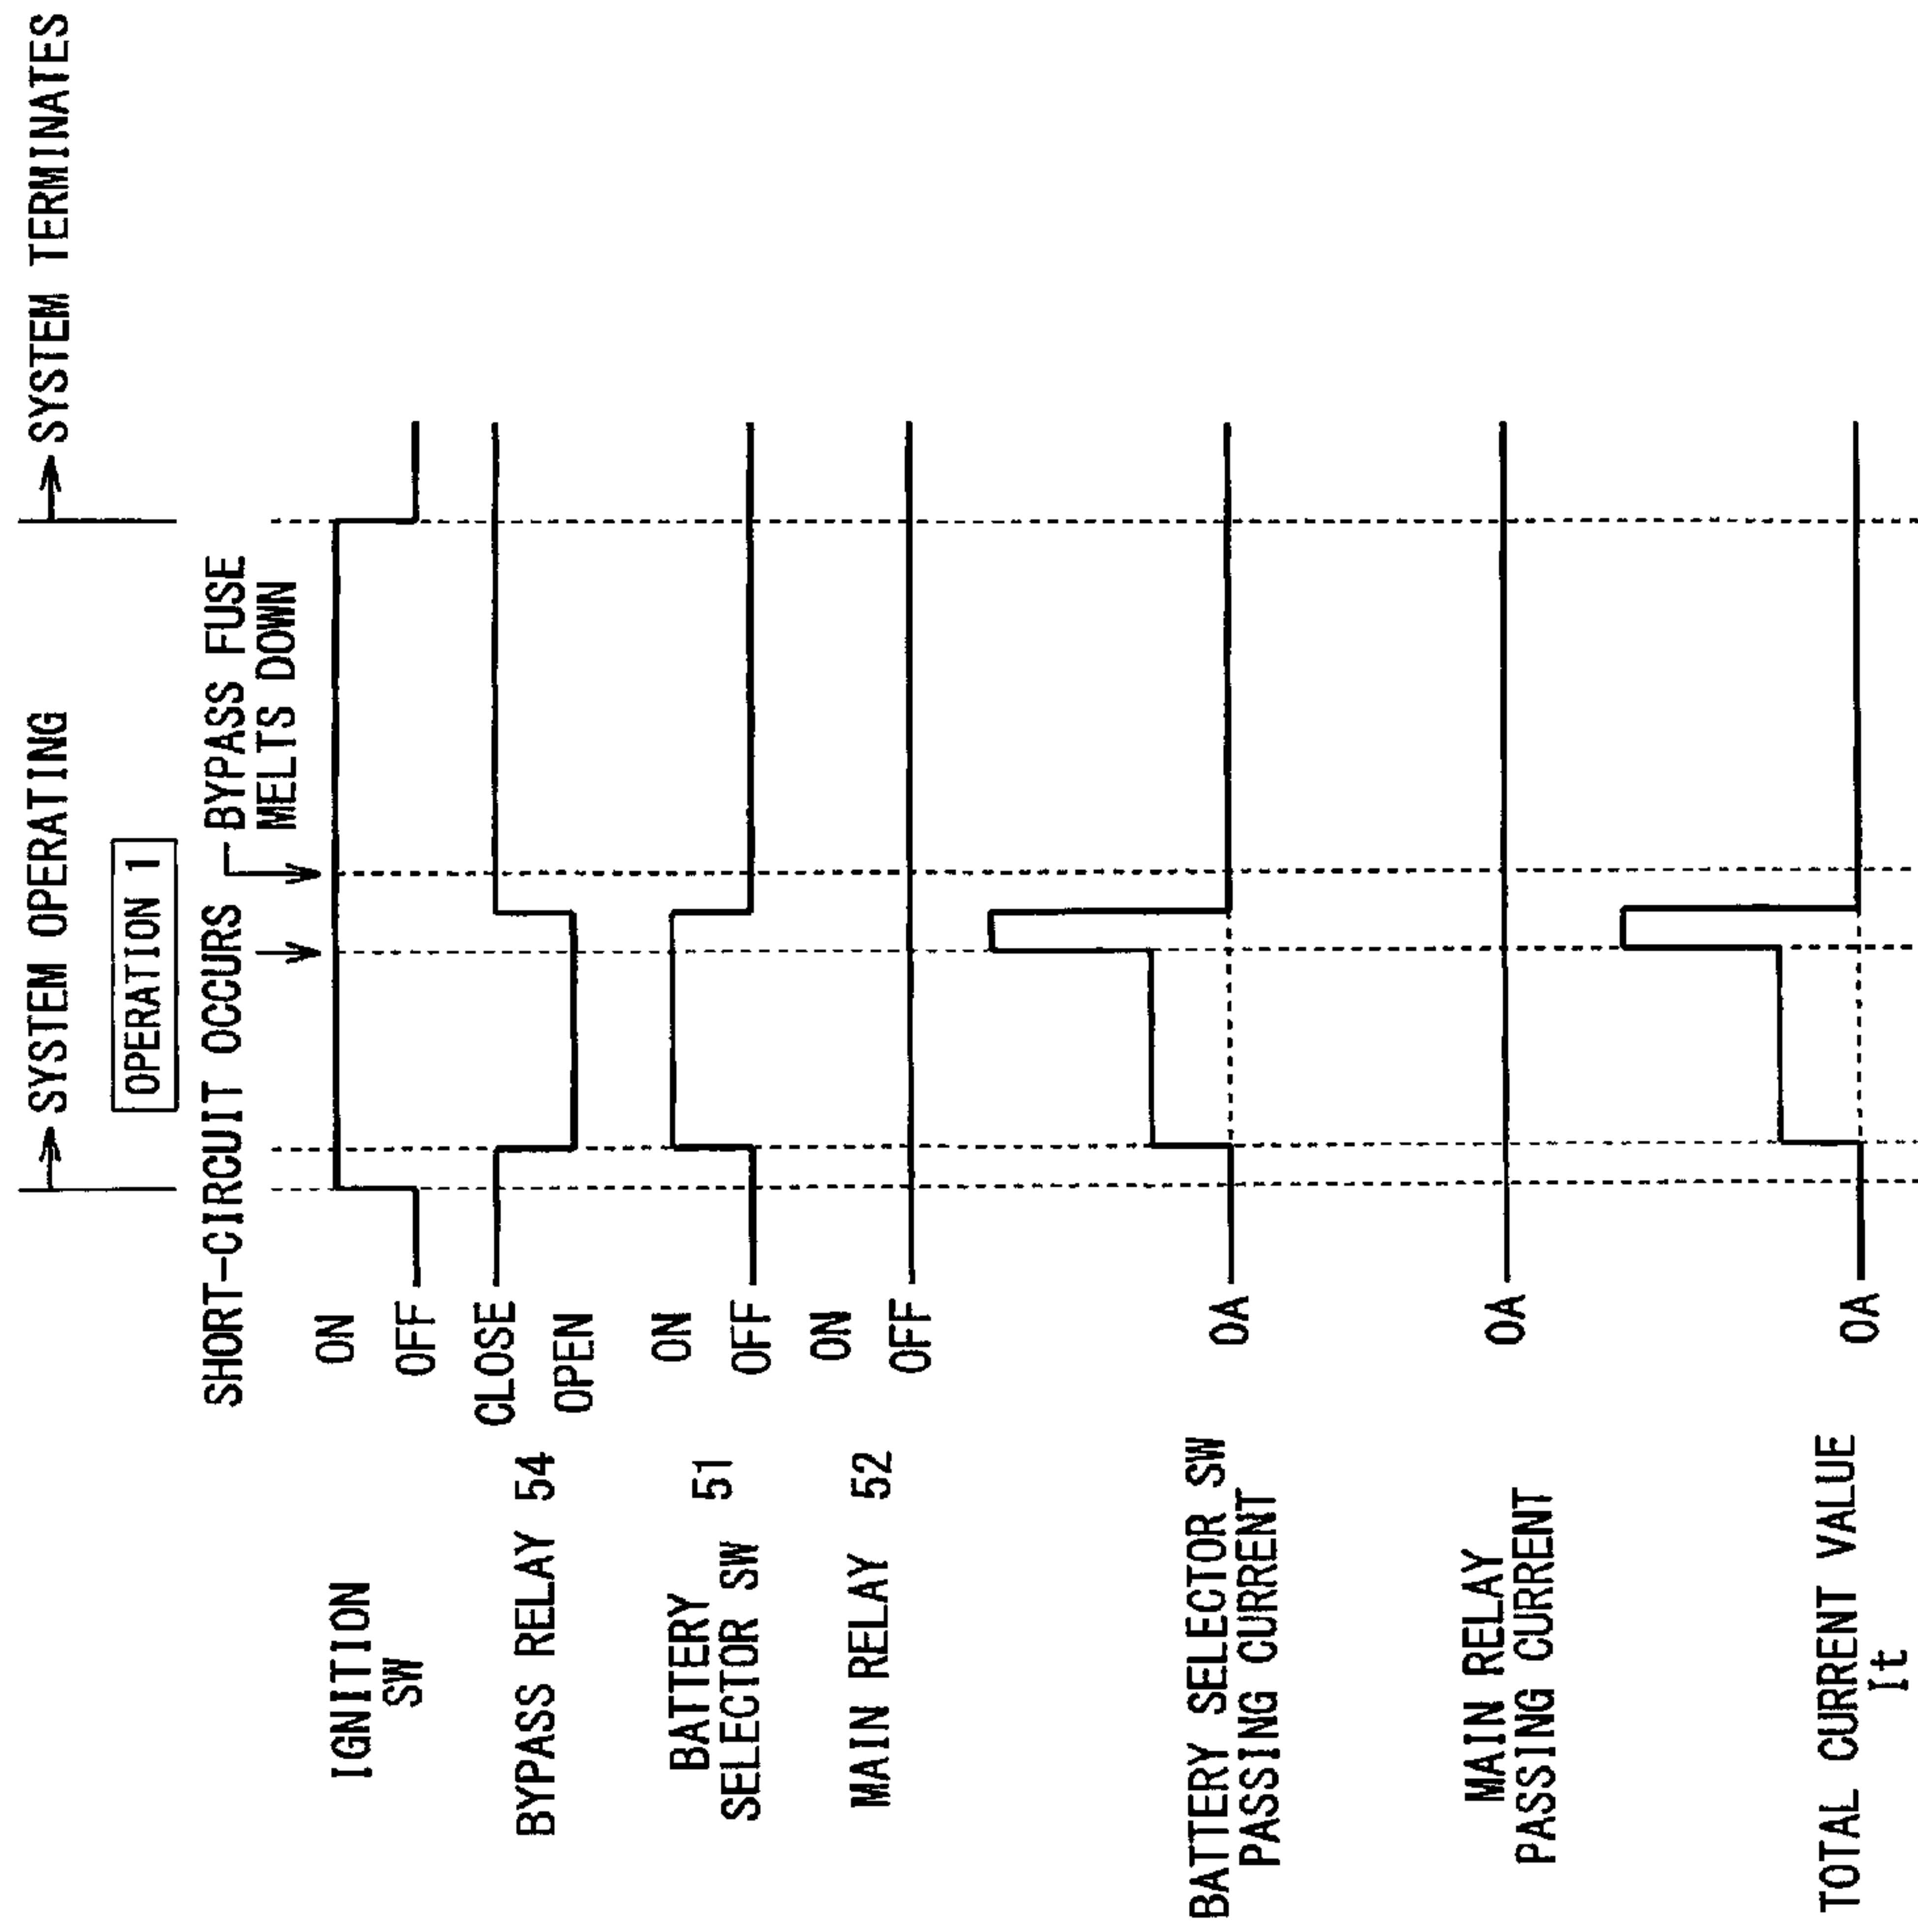 SYSTEM OPERATING
SYSTEM TERMINATES
OPERATION 1
SHORT-CIRCUIT OCCURS
BYPASS FUSE
MELTS DOWN
IGNITION
SW
ON
OFF
BYPASS RELAY 54
CLOSE
OPEN
BATTERY
SELECTOR SW
51
ON
OFF
MAIN RELAY 52
ON
OFF
BATTERY SELECTOR SW
PASSING CURRENT
0A
MAIN RELAY
PASSING CURRENT
0A
TOTAL CURRENT VALUE
It
0A